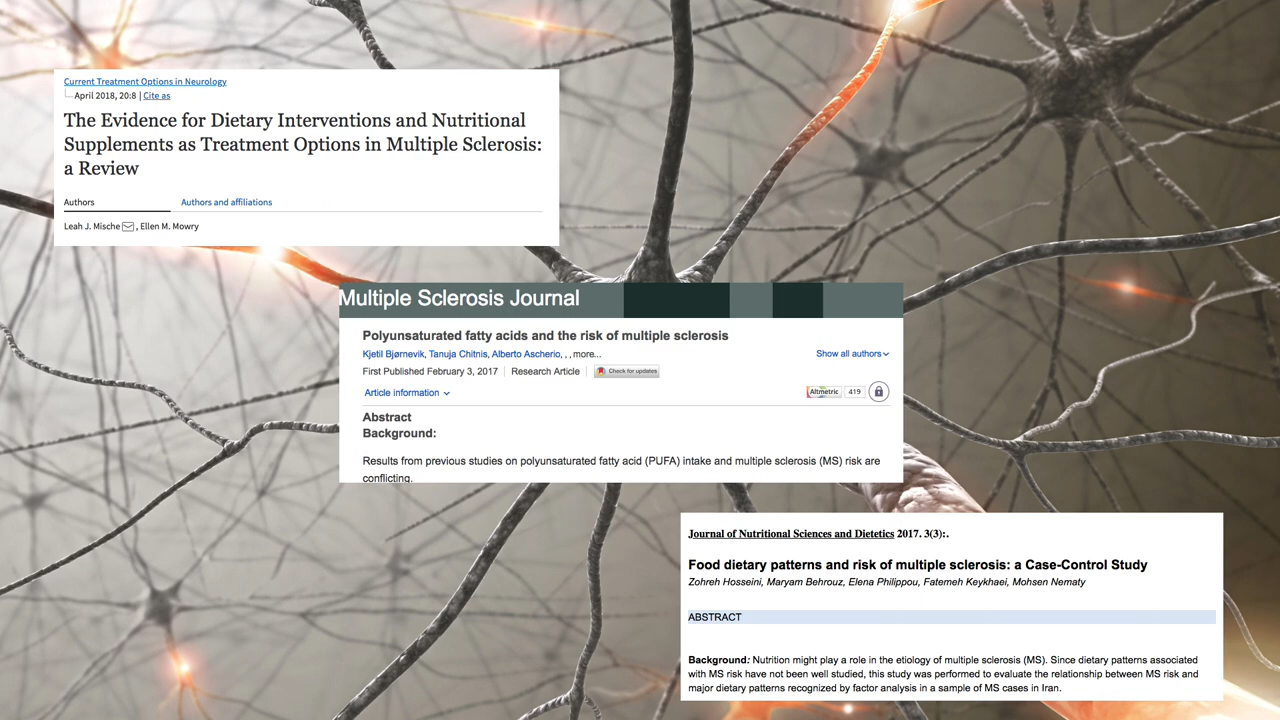 Current Treatment Options in Neurology
April 2018, 20:8 | Cite as
The Evidence for Dietary Interventions and Nutritional
Supplements as Treatment Options in Multiple Sclerosis:
a Review
Authors Authors and affiliations
Leah J. Mische , Ellen M. Mowry
Multiple Sclerosis Journal
Polyunsaturated fatty acids and the risk of multiple sclerosis
Kjetil Bjørnevik, Tanuja Chitnis, Alberto Ascherio, , , more... Show all authors
First Published February 3, 2017 Research Article Check for updates
Article information Altmetric 419
Abstract
Background:
Results from previous studies on polyunsaturated fatty acid (PUFA) intake and multiple sclerosis (MS) risk are
conflicting.
Journal of Nutritional Sciences and Dietetics 2017. 3(3):.
Food dietary patterns and risk of multiple sclerosis: a Case-Control Study
Zohreh Hosseini, Maryam Behrouz, Elena Philippou, Fatemeh Keykhaei, Mohsen Nematy
ABSTRACT
Background: Nutrition might play a role in the etiology of multiple sclerosis (MS). Since dietary patterns associated
with MS risk have not been well studied, this study was performed to evaluate the relationship between MS risk and
major dietary patterns recognized by factor analysis in a sample of MS cases in Iran.